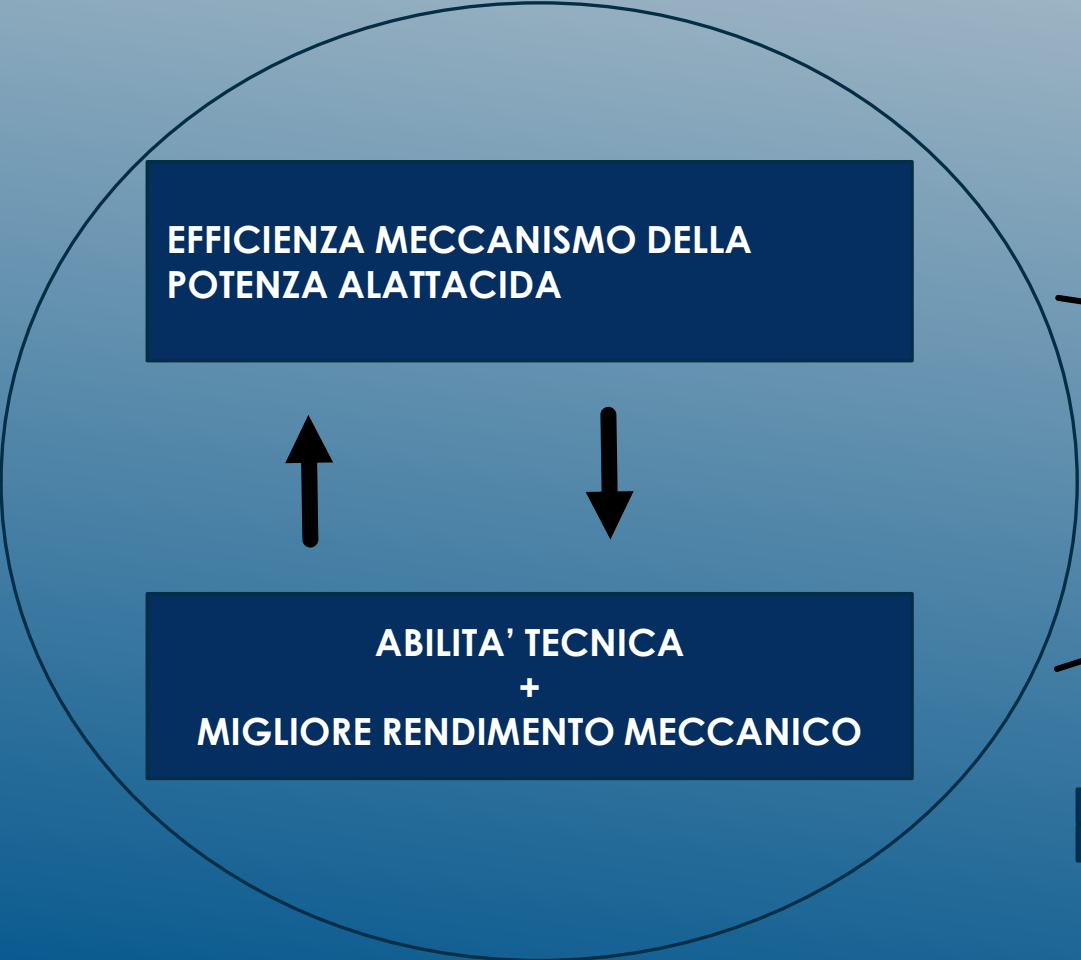 EFFICIENZA MECCANISMO DELLA
POTENZA ALATTACIDA
ABILITA’ TECNICA
+
MIGLIORE RENDIMENTO MECCANICO